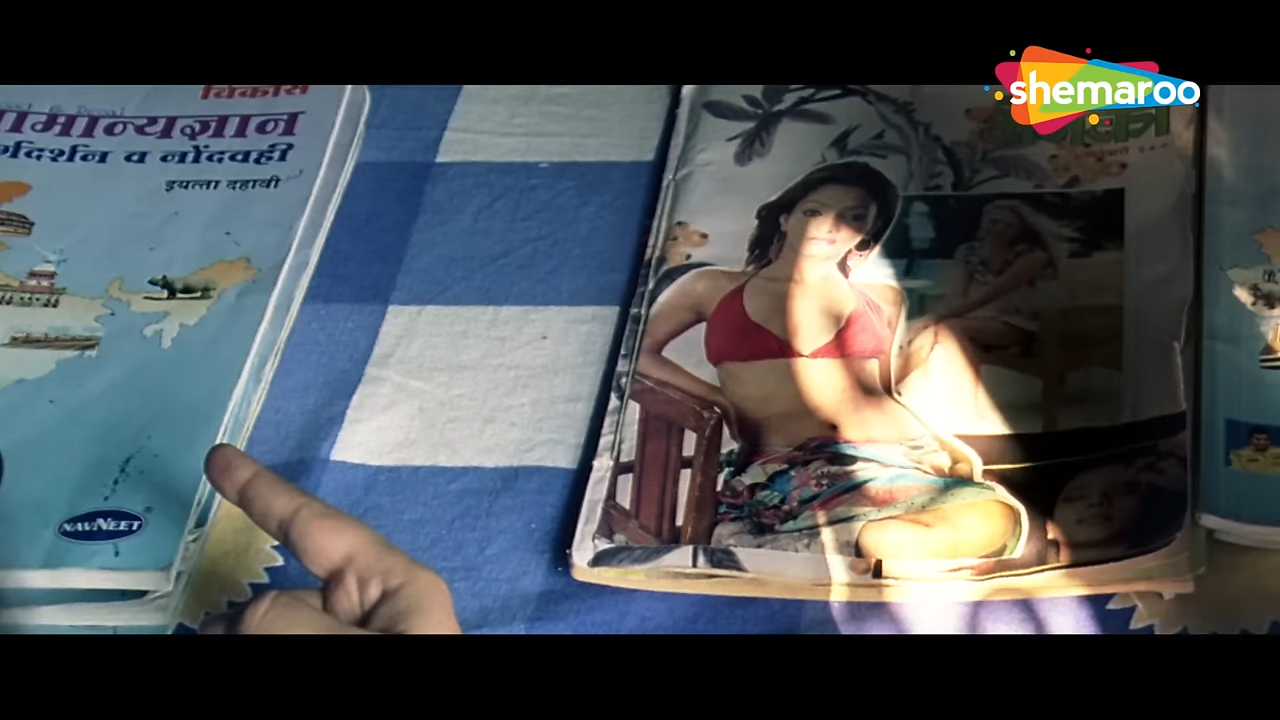 विकास
सामान्यज्ञान
मार्गदर्शन व नोंदवही
इयत्ता दहावी
NAVNEET
shemaroo